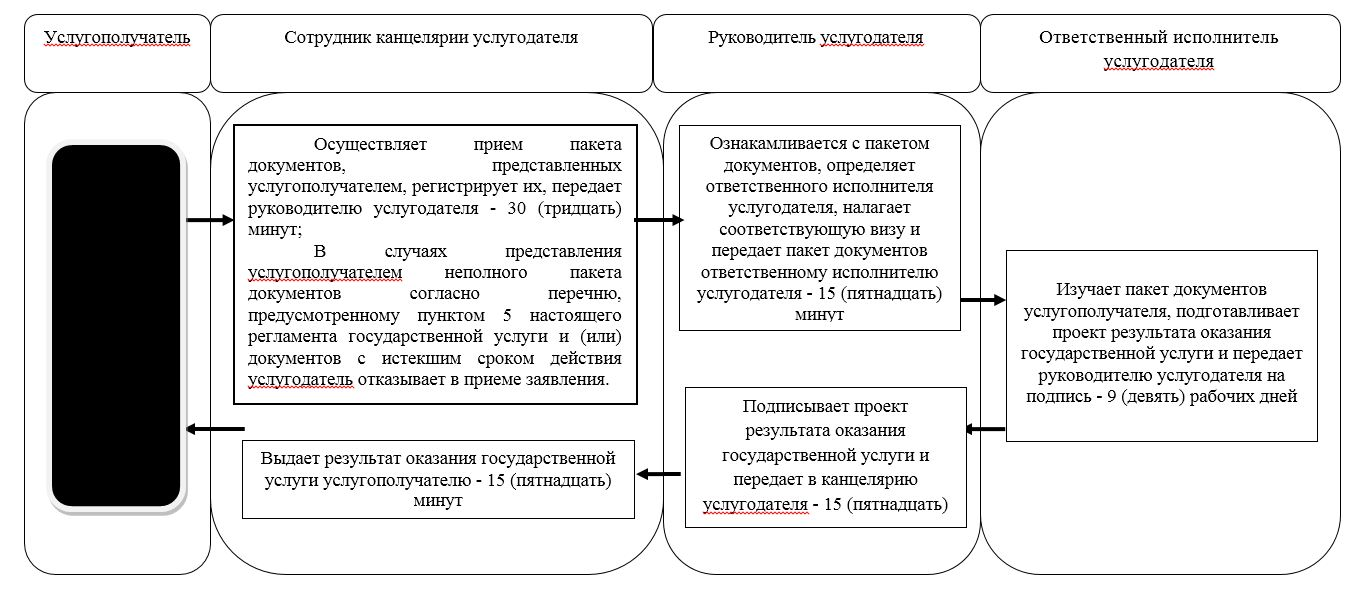 Услугополучатель
Сотрудник канцелярии услугодателя
Руководитель услугодателя
Ответственный исполнитель
услугодателя
Осуществляет прием пакета
документов, представленных
услугополучателем, регистрирует их, передает
руководителю услугодателя - 30 (тридцать)
минут;
В случаях представления
услугополучателем неполного пакета
документов согласно перечню,
предусмотренному пунктом 5 настоящего
регламента государственной услуги и (или)
документов с истекшим сроком действия
услугодатель отказывает в приеме заявления.
Ознакамливается с пакетом
документов, определяет
ответственного исполнителя
услугодателя, налагает
соответствующую визу и
передает пакет документов
ответственному исполнителю
услугодателя - 15 (пятнадцать)
минут
Изучает пакет документов
услугополучателя, подготавливает
проект результата оказания
государственной услуги и передает
руководителю услугодателя на
подпись - 9 (девять) рабочих дней
Подписывает проект
результата оказания
государственной услуги и
передает в канцелярию
услугодателя - 15 (пятнадцать)
Выдает результат оказания государственной
услуги услугополучателю - 15 (пятнадцать)
минут